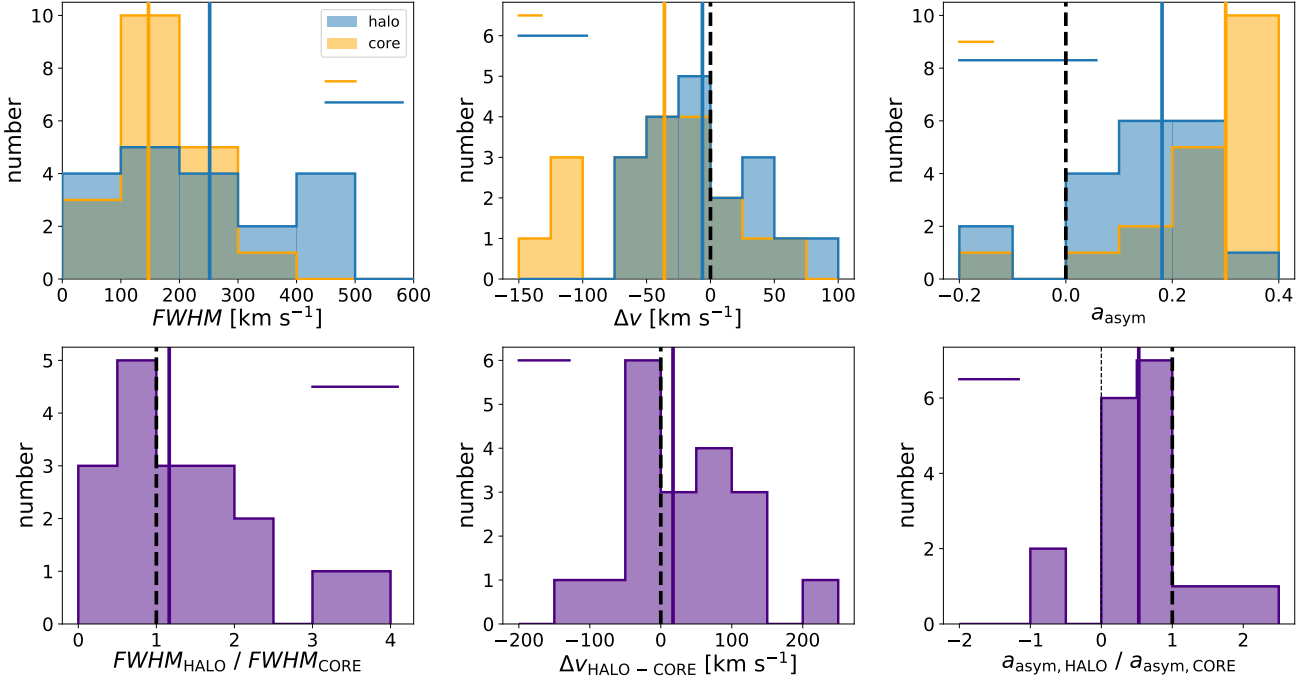 10
8
6
4
2
0
number
halo
core
0 100 200 300 400 500 600
FWHM [km s⁻¹]
6
5
4
3
2
1
0
number
−150 −100 −50 0 50 100
Δv [km s⁻¹]
10
8
6
4
2
0
number
−0.2 0.0 0.2 0.4
a_asym
5
4
3
2
1
0
number
0 1 2 3 4
FWHM_HALO / FWHM_CORE
6
5
4
3
2
1
0
number
−200 −100 0 100 200
Δv_HALO − CORE [km s⁻¹]
6
4
2
0
number
−2 −1 0 1 2
a_asym, HALO / a_asym, CORE